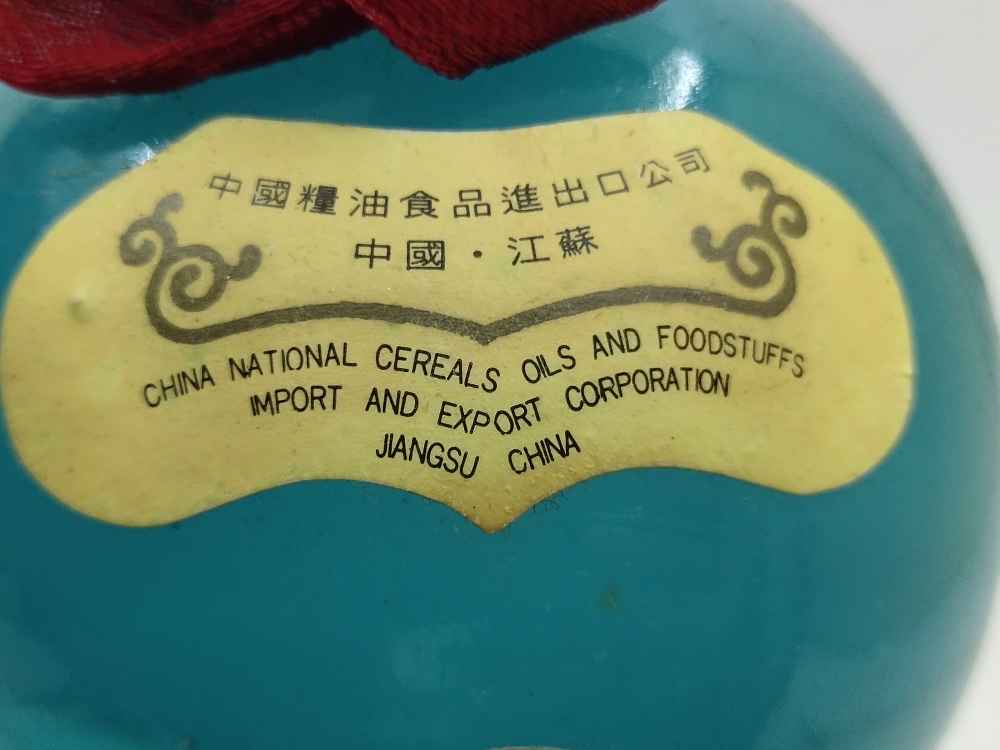 中國糧油食品進出口公司
中國·江蘇
CHINA NATIONAL CEREALS OILS AND FOODSTUFFS
IMPORT AND EXPORT CORPORATION
JIANGSU CHINA